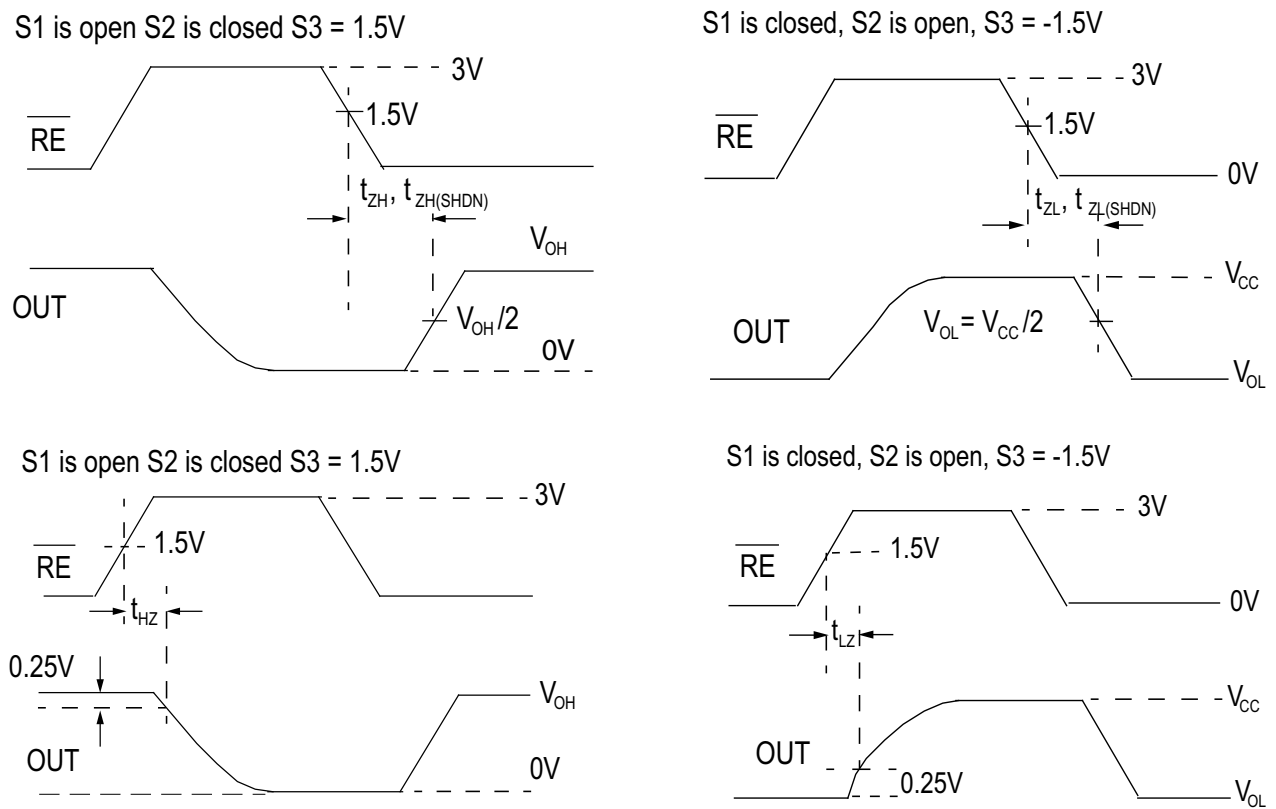 S1 is open S2 is closed S3 = 1.5V
3V
1.5V
RE
tZH, tZH(SHDN)
VOH
OUT
VOH/2
0V
S1 is closed, S2 is open, S3 = -1.5V
3V
1.5V
RE
0V
tZL, tZL(SHDN)
VCC
OUT
VOL= VCC/2
VOL
S1 is open S2 is closed S3 = 1.5V
3V
1.5V
RE
tHZ
0.25V
VOH
OUT
0V
S1 is closed, S2 is open, S3 = -1.5V
3V
1.5V
RE
0V
tLZ
VCC
OUT
0.25V
VOL